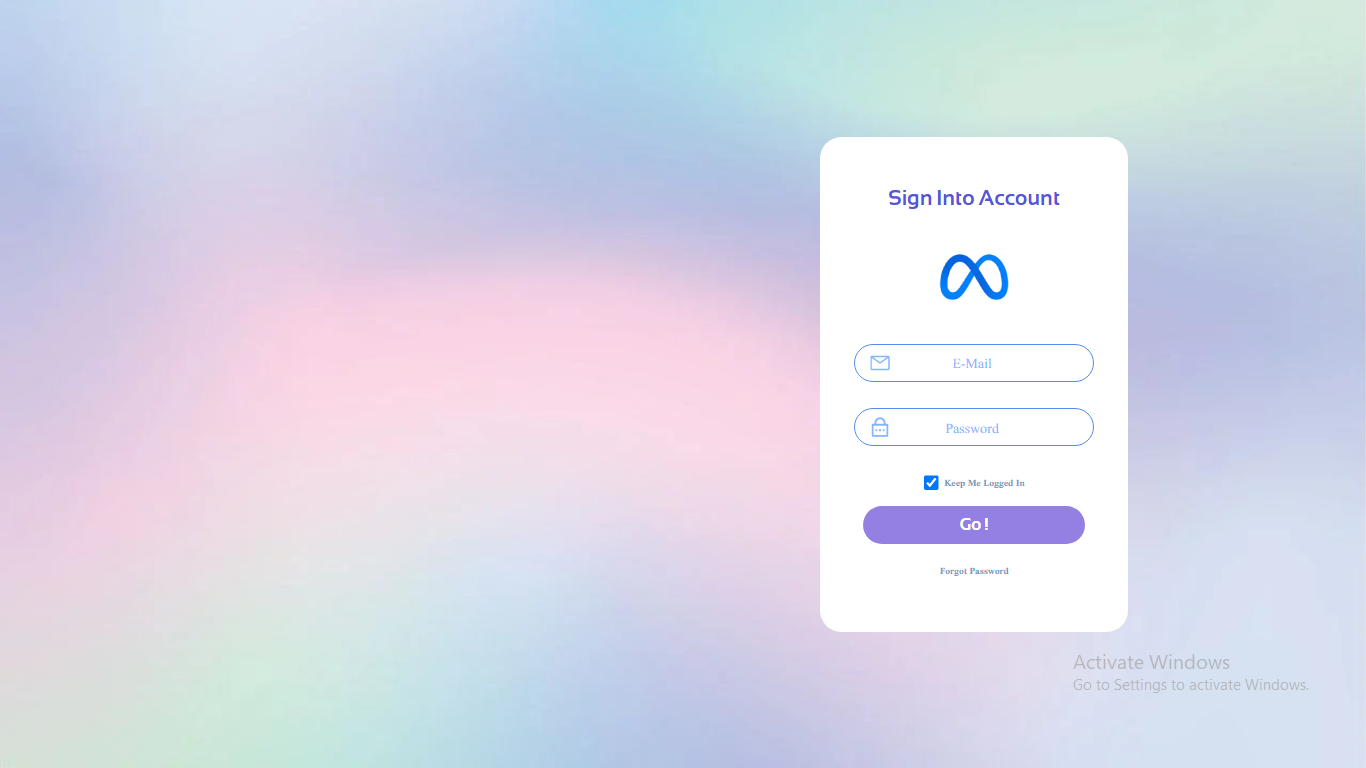 Sign Into Account
E-Mail
Password
Keep Me Logged In
Go!
Forgot Password
Activate Windows
Go to Settings to activate Windows.